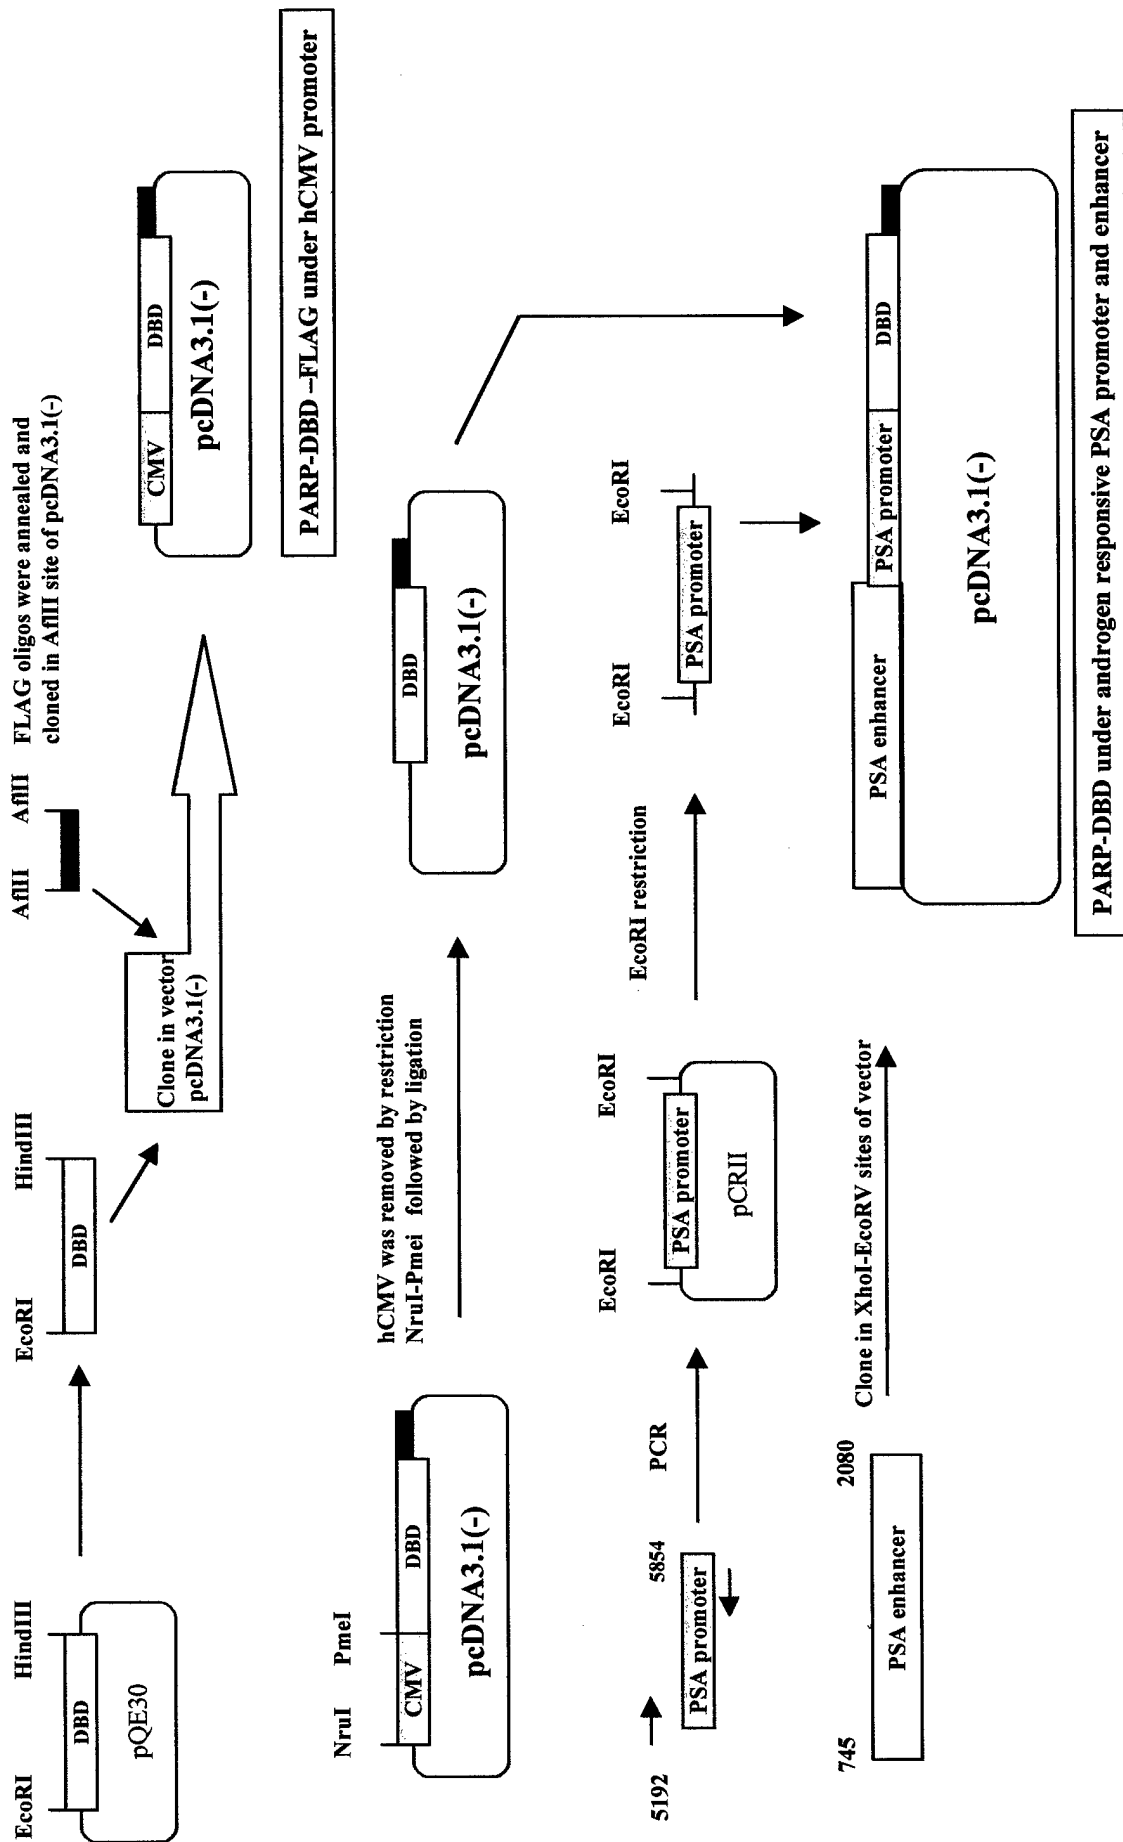 EcoRI HindIII
DBD
pQE30
EcoRI HindIII
DBD
Clone in vector
pcDNA3.1(-)
AflII AflII
FLAG oligos were annealed and
cloned in AflII site of pcDNA3.1(-)
CMV DBD
pcDNA3.1(-)
PARP-DBD –FLAG under hCMV promoter
NruI PmeI
CMV DBD
pcDNA3.1(-)
hCMV was removed by restriction
NruI-Pmei followed by ligation
DBD
pcDNA3.1(-)
5192 5854
PSA promoter
PCR
EcoRI EcoRI
PSA promoter
pCRII
EcoRI restriction
EcoRI EcoRI
PSA promoter
745 2080
PSA enhancer
Clone in XhoI-EcoRV sites of vector
PSA enhancer PSA promoter DBD
pcDNA3.1(-)
PARP-DBD under androgen responsive PSA promoter and enhancer